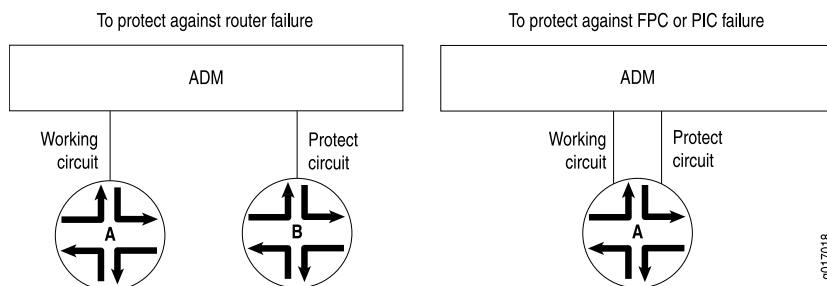 To protect against router failure
ADM
Working
circuit
Protect
circuit
A
B
To protect against FPC or PIC failure
ADM
Working
circuit
Protect
circuit
A
g017018